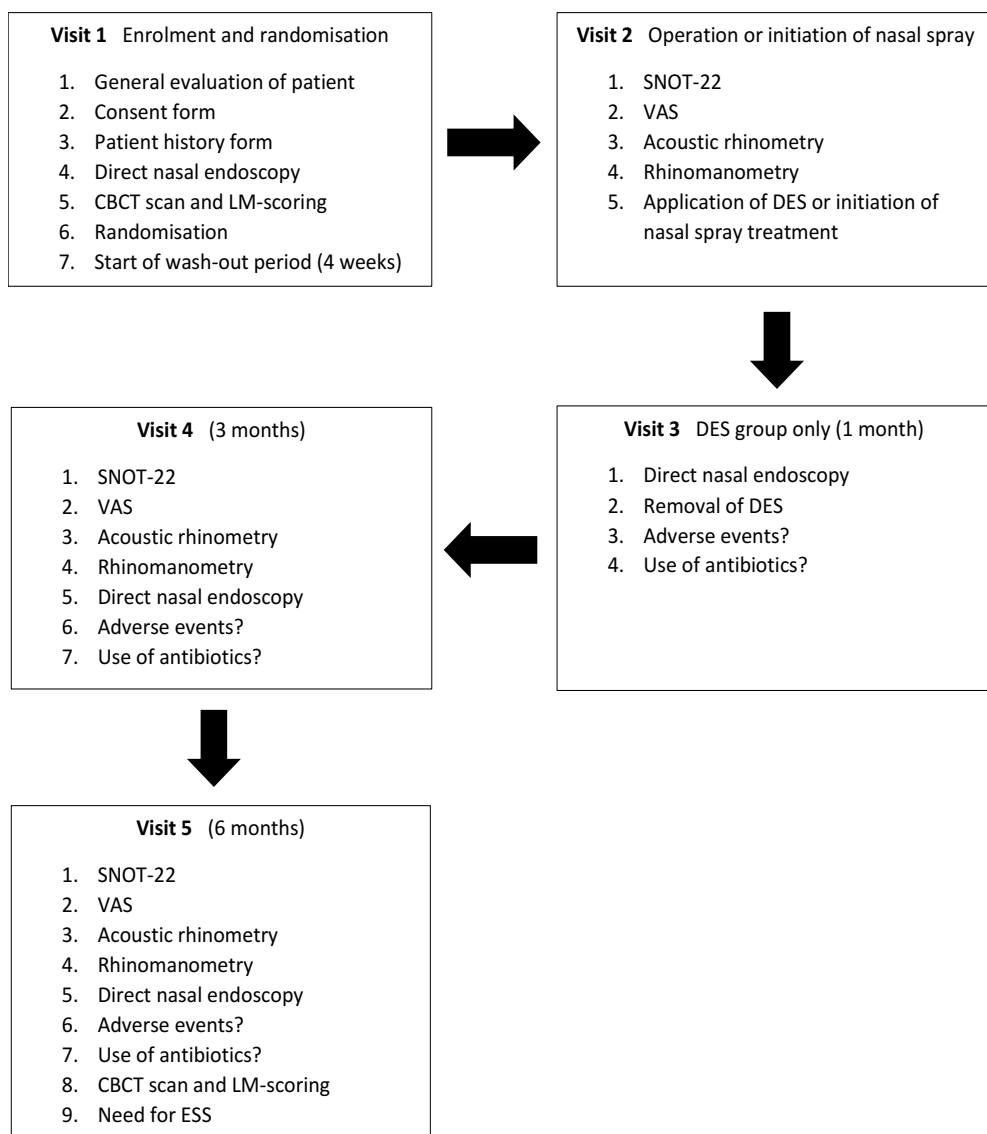 Visit 1 Enrolment and randomisation
1. General evaluation of patient
2. Consent form
3. Patient history form
4. Direct nasal endoscopy
5. CBCT scan and LM-scoring
6. Randomisation
7. Start of wash-out period (4 weeks)
Visit 2 Operation or initiation of nasal spray
1. SNOT-22
2. VAS
3. Acoustic rhinometry
4. Rhinomanometry
5. Application of DES or initiation of
nasal spray treatment
Visit 3 DES group only (1 month)
1. Direct nasal endoscopy
2. Removal of DES
3. Adverse events?
4. Use of antibiotics?
Visit 4 (3 months)
1. SNOT-22
2. VAS
3. Acoustic rhinometry
4. Rhinomanometry
5. Direct nasal endoscopy
6. Adverse events?
7. Use of antibiotics?
Visit 5 (6 months)
1. SNOT-22
2. VAS
3. Acoustic rhinometry
4. Rhinomanometry
5. Direct nasal endoscopy
6. Adverse events?
7. Use of antibiotics?
8. CBCT scan and LM-scoring
9. Need for ESS